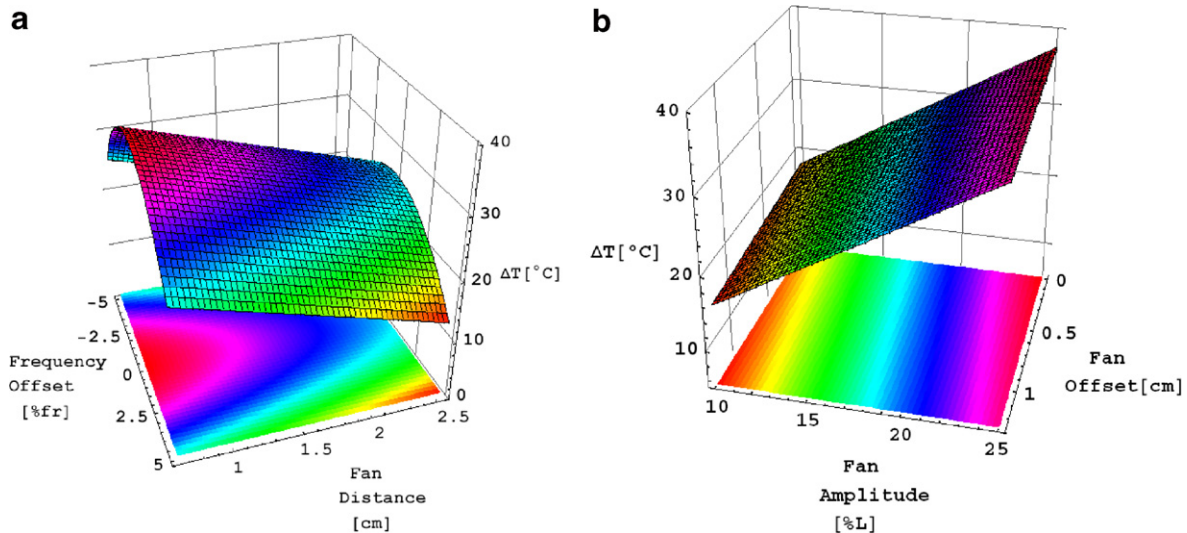 a
40
30
ΔT[°C]
20
10
0
-5
-2.5
Frequency
0
Offset
[%fr]
2.5
5
1
1.5
2
2.5
Fan
Distance
[cm]
b
40
30
ΔT[°C]
20
10
0
0.5
Fan
Offset[cm]
1
10
15
20
25
Fan
Amplitude
[%L]